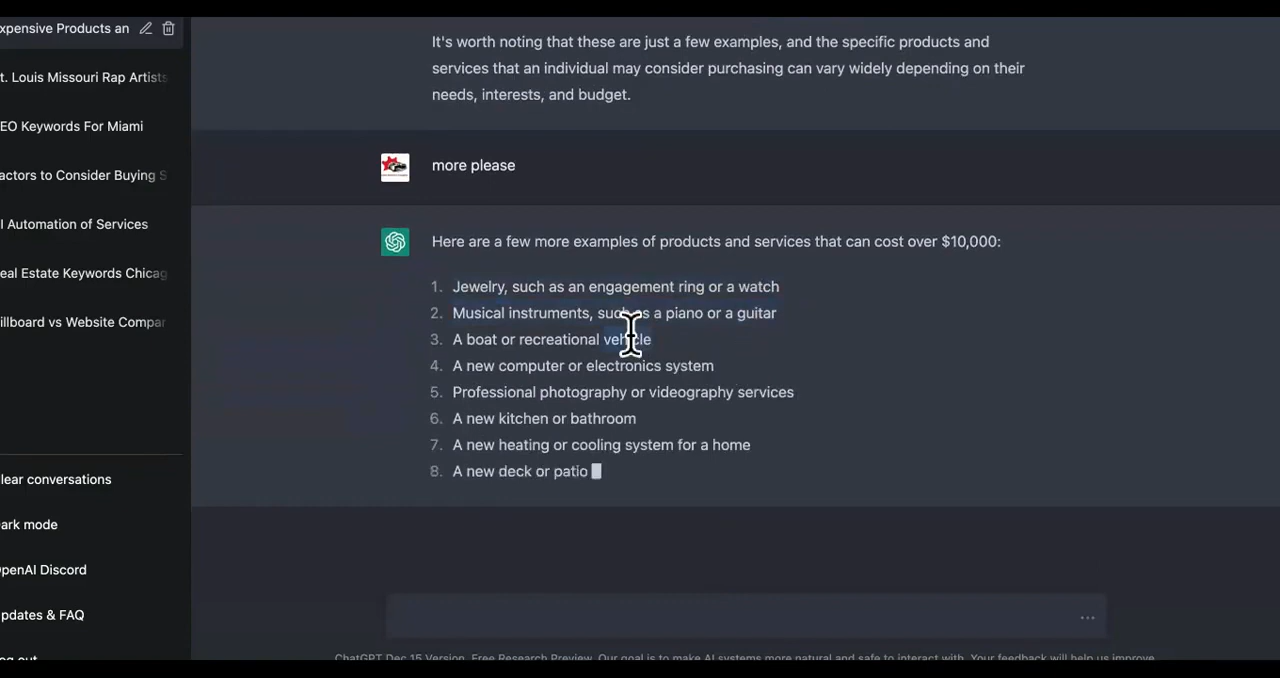 xpensive Products an
t. Louis Missouri Rap Artists
EO Keywords For Miami
actors to Consider Buying S
I Automation of Services
eal Estate Keywords Chicag
illboard vs Website Compar
lear conversations
ark mode
penAI Discord
pdates & FAQ
og out
It's worth noting that these are just a few examples, and the specific products and
services that an individual may consider purchasing can vary widely depending on their
needs, interests, and budget.
more please
Here are a few more examples of products and services that can cost over $10,000:
1. Jewelry, such as an engagement ring or a watch
2. Musical instruments, such as a piano or a guitar
3. A boat or recreational vehicle
4. A new computer or electronics system
5. Professional photography or videography services
6. A new kitchen or bathroom
7. A new heating or cooling system for a home
8. A new deck or patio
ChatGPT Dec 15 Version. Free Research Preview. Our goal is to make AI systems more natural and safe to interact with. Your feedback will help us improve.